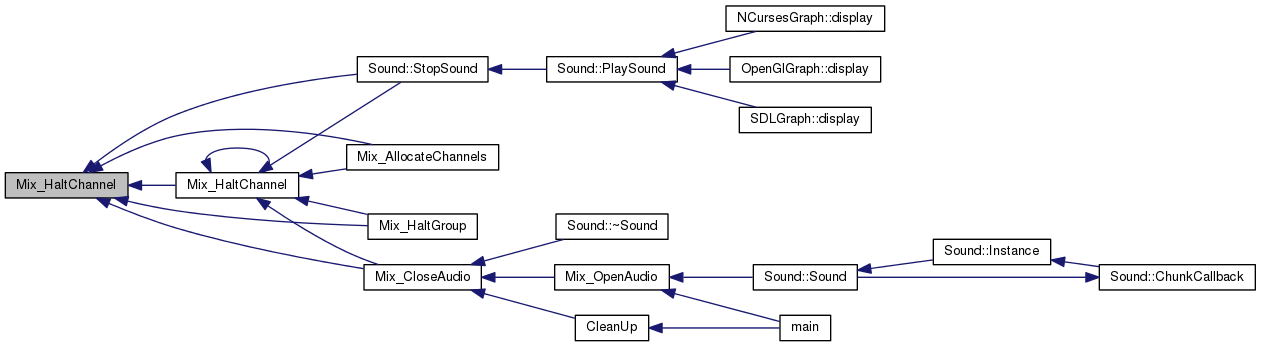 NCursesGraph::display
Sound::StopSound
Sound::PlaySound
OpenGlGraph::display
SDLGraph::display
Mix_AllocateChannels
Mix_HaltChannel
Mix_HaltChannel
Mix_HaltGroup
Sound::~Sound
Mix_CloseAudio
Mix_OpenAudio
Sound::Sound
Sound::Instance
Sound::ChunkCallback
CleanUp
main